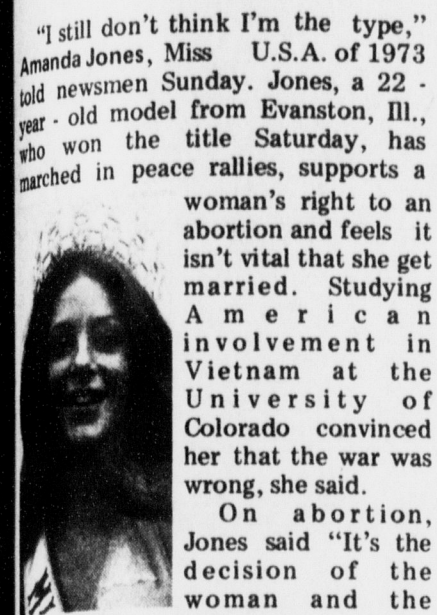 "I still don't think I'm the type,"
Amanda Jones, Miss U.S.A. of 1973
told newsmen Sunday. Jones, a 22 -
year - old model from Evanston, Ill.,
who won the title Saturday, has
marched in peace rallies, supports a
woman's right to an
abortion and feels it
isn't vital that she get
married. Studying
American
involvement in
Vietnam at the
University of
Colorado convinced
her that the war was
wrong, she said.
On abortion,
Jones said "It's the
decision of the
woman and the